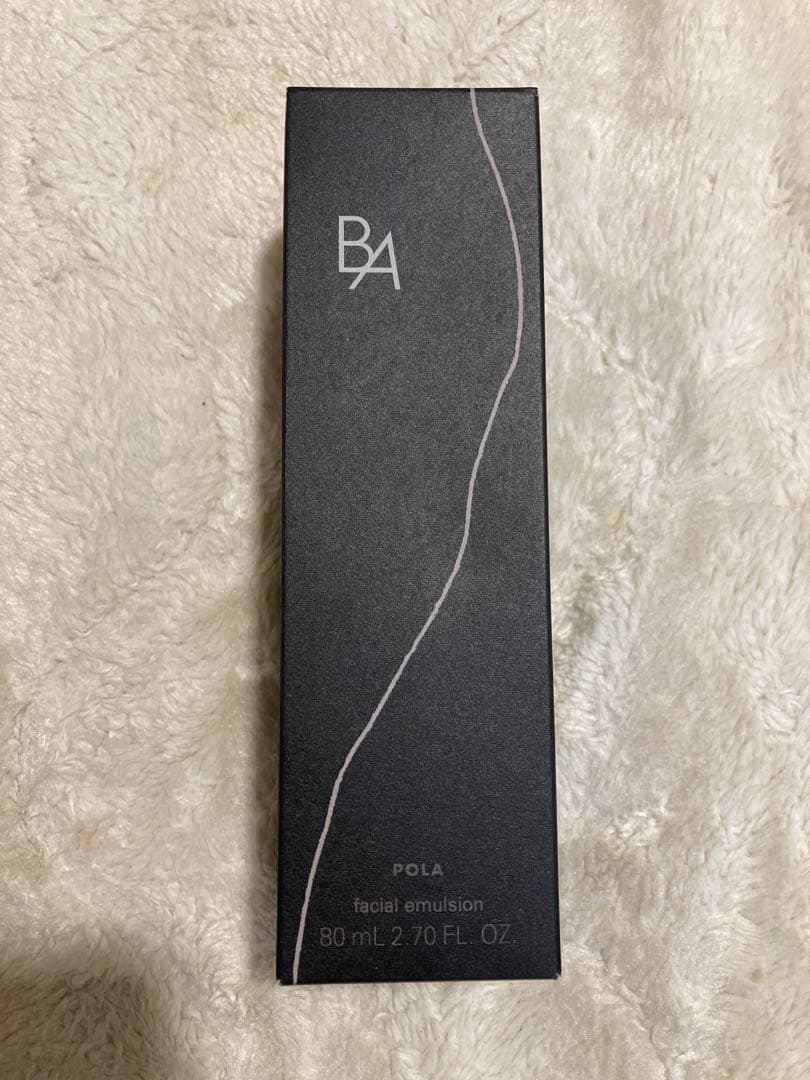 BA
POLA
facial emulsion
80 mL 2.70 FL. OZ.